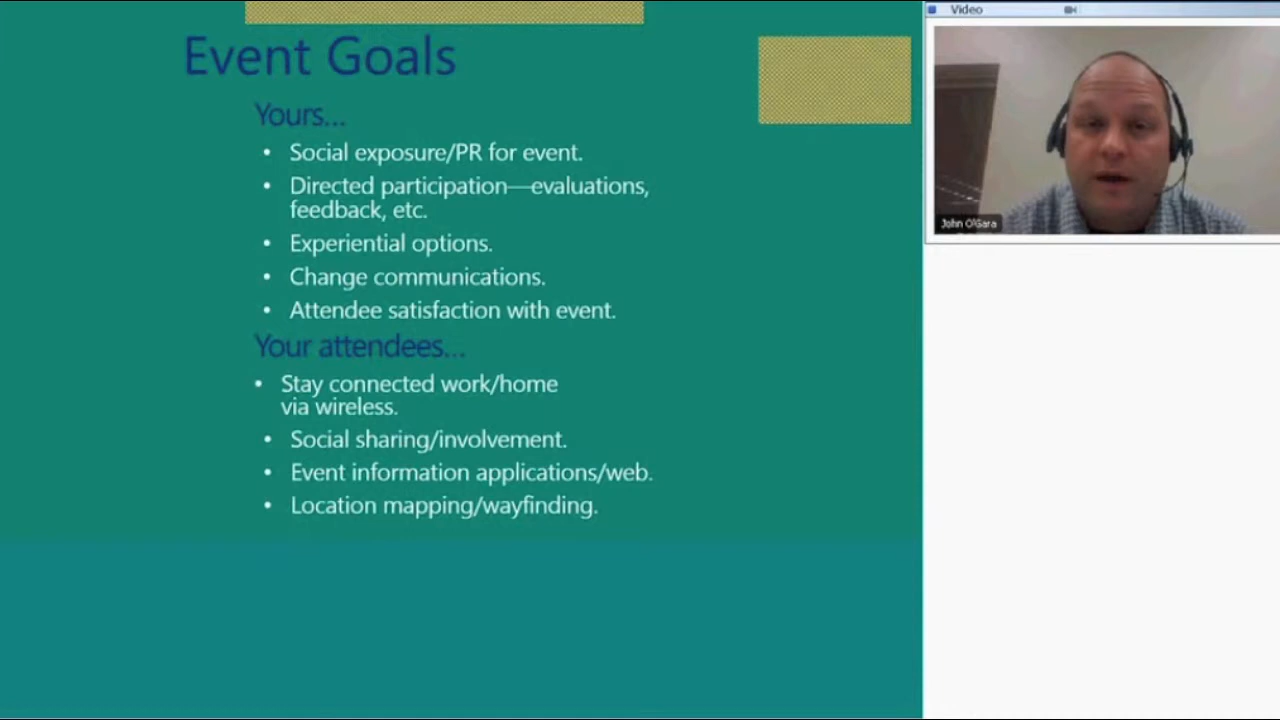 Event Goals
Yours...
• Social exposure/PR for event.
• Directed participation—evaluations,
feedback, etc.
• Experiential options.
• Change communications.
• Attendee satisfaction with event.
Your attendees...
• Stay connected work/home
via wireless.
• Social sharing/involvement.
• Event information applications/web.
• Location mapping/wayfinding.
Video
John O'Gara